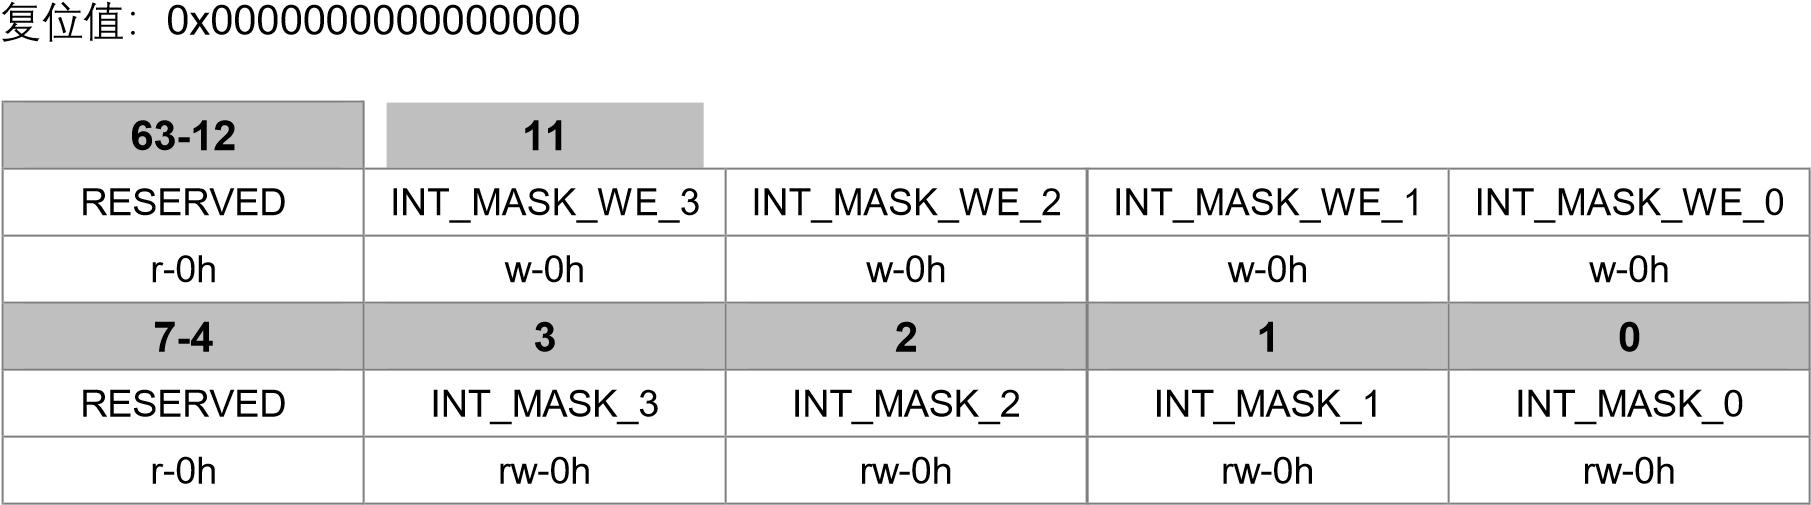 复位值：0x0000000000000000
63-12 11
RESERVED INT_MASK_WE_3 INT_MASK_WE_2 INT_MASK_WE_1 INT_MASK_WE_0
r-0h w-0h w-0h w-0h w-0h
7-4 3 2 1 0
RESERVED INT_MASK_3 INT_MASK_2 INT_MASK_1 INT_MASK_0
r-0h rw-0h rw-0h rw-0h rw-0h